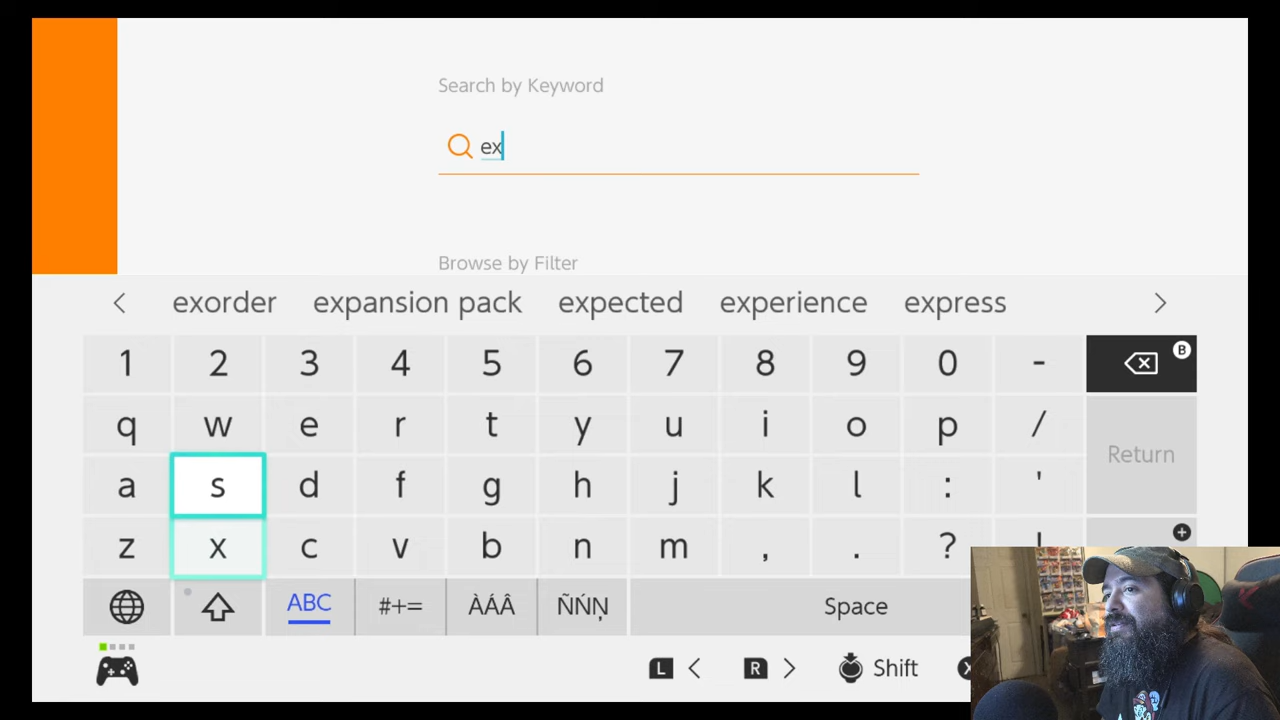 Search by Keyword
ex
Browse by Filter
< exorder expansion pack expected experience express >
1 2 3 4 5 6 7 8 9 0 - B
q w e r t y u i o p /
Return
a s d f g h j k l : '
z x c v b n m , . ? ! +
ABC #+= ÀÁÂ ÑŃŅ Space
L < R > Shift X